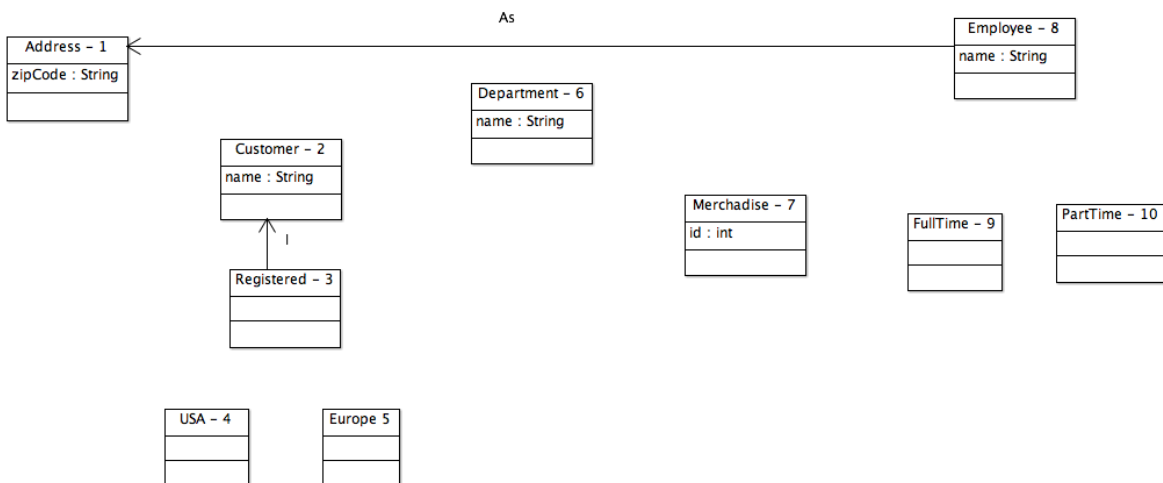 As
Employee - 8
name : String
Address - 1
zipCode : String
Department - 6
name : String
Customer - 2
name : String
Merchadise - 7
id : int
FullTime - 9
PartTime - 10
I
Registered - 3
USA - 4
Europe 5